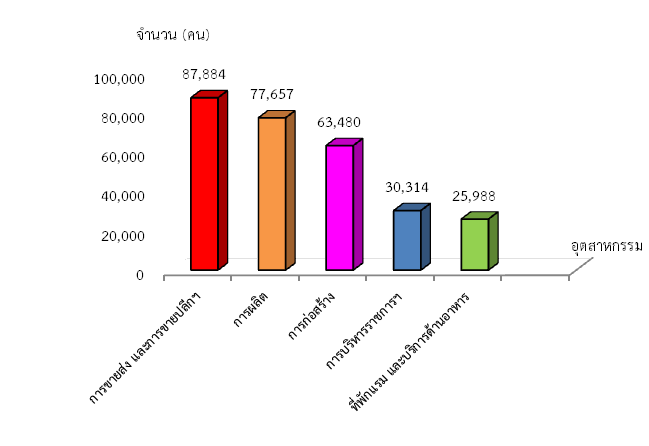 จำนวน (คน)
100,000
80,000
60,000
40,000
20,000
0
87,884
77,657
63,480
30,314
25,988
อุตสาหกรรม
การขายส่ง และการขายปลีกฯ
การผลิต
การก่อสร้าง
การบริหารราชการฯ
ที่พักแรม และบริการด้านอาหาร